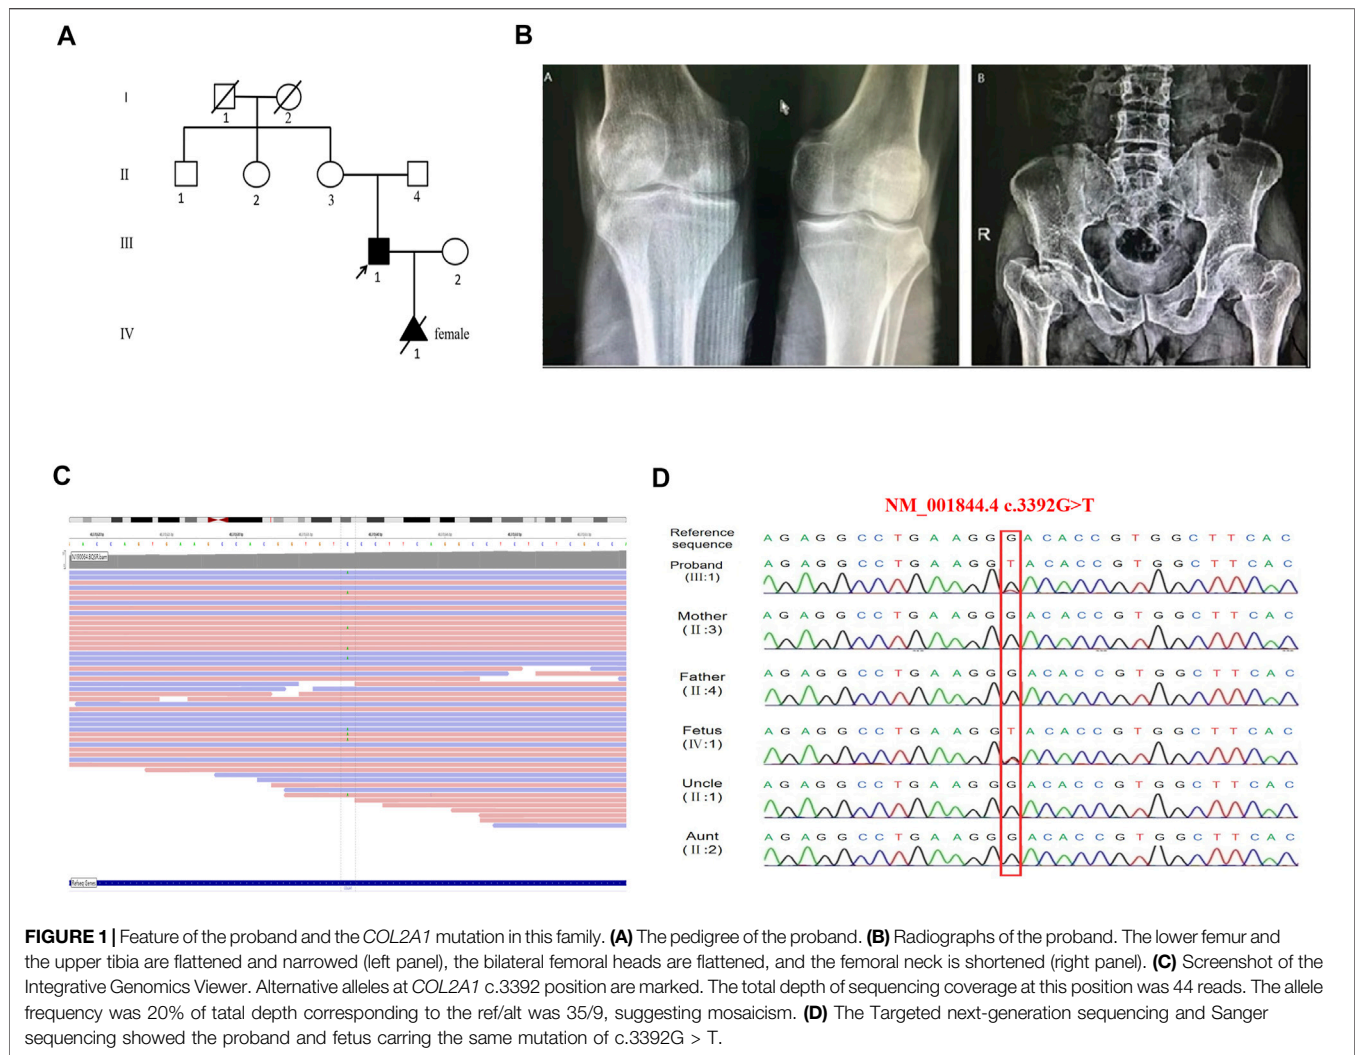 A
I
1
2
II
1
2
3
4
III
1
2
IV
female
1
B
A
B
R
C
Refseq Genes
D
NM_001844.4 c.3392G>T
Reference
sequence
A G A G G C C T G A A G G G A C A C C G T G G C T T C A C
Proband
(III:1)
A G A G G C C T G A A G G T A C A C C G T G G C T T C A C
Mother
(II:3)
A G A G G C C T G A A G G G A C A C C G T G G C T T C A C
Father
(II:4)
A G A G G C C T G A A G G G A C A C C G T G G C T T C A C
Fetus
(IV:1)
A G A G G C C T G A A G G T A C A C C G T G G C T T C A C
Uncle
(II:1)
A G A G G C C T G A A G G G A C A C C G T G G C T T C A C
Aunt
(II:2)
A G A G G C C T G A A G G G A C A C C G T G G C T T C A C
FIGURE 1 | Feature of the proband and the COL2A1 mutation in this family. (A) The pedigree of the proband. (B) Radiographs of the proband. The lower femur and
the upper tibia are flattened and narrowed (left panel), the bilateral femoral heads are flattened, and the femoral neck is shortened (right panel). (C) Screenshot of the
Integrative Genomics Viewer. Alternative alleles at COL2A1 c.3392 position are marked. The total depth of sequencing coverage at this position was 44 reads. The allele
frequency was 20% of tatal depth corresponding to the ref/alt was 35/9, suggesting mosaicism. (D) The Targeted next-generation sequencing and Sanger
sequencing showed the proband and fetus carring the same mutation of c.3392G > T.